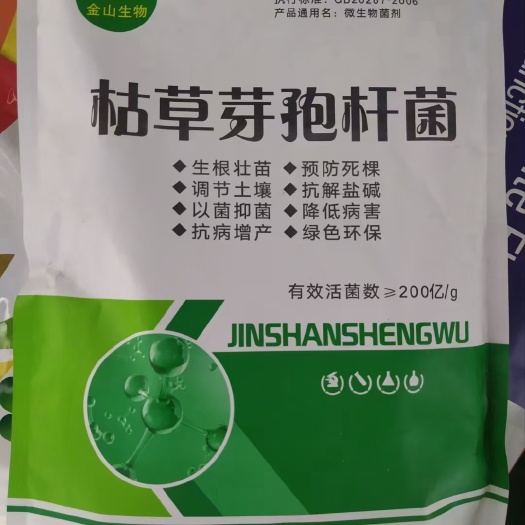 金山生物
执行标准：GB20287-2006
产品通用名：微生物菌剂
枯草芽孢杆菌
◆生根壮苗 ◆预防死棵
◆调节土壤 ◆抗解盐碱
◆以菌抑菌 ◆降低病害
◆抗病增产 ◆绿色环保
有效活菌数≥200亿/g
JINSHANSHENGWU